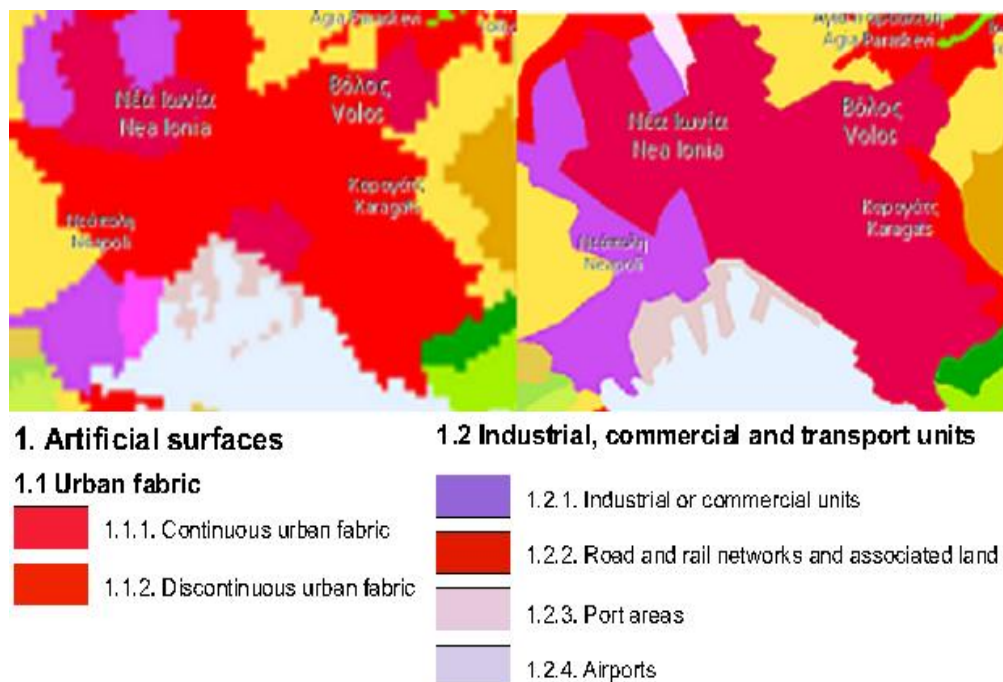 Agia Paraskevi
Νέα Ιωνία
Nea Ionia
Βόλος
Volos
Καραγάτς
Karagats
Νεάπολη
Neapoli
Agia Paraskevi
Νέα Ιωνία
Nea Ionia
Βόλος
Volos
Καραγάτς
Karagats
Νεάπολη
Neapoli
1. Artificial surfaces
1.1 Urban fabric
1.1.1. Continuous urban fabric
1.1.2. Discontinuous urban fabric
1.2 Industrial, commercial and transport units
1.2.1. Industrial or commercial units
1.2.2. Road and rail networks and associated land
1.2.3. Port areas
1.2.4. Airports